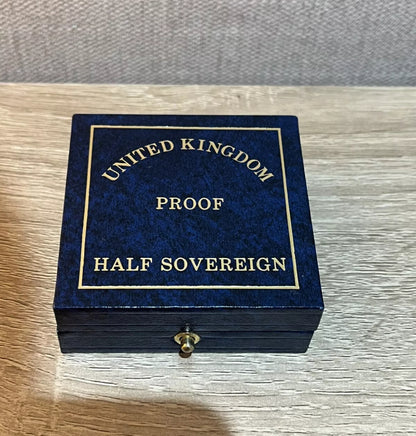 UNITED KINGDOM
PROOF
HALF SOVEREIGN